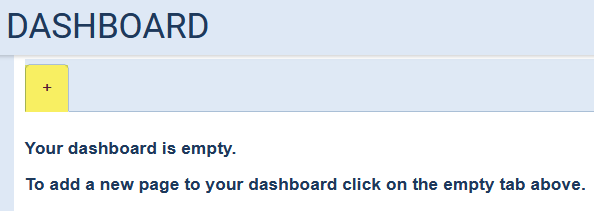 DASHBOARD
+
Your dashboard is empty.
To add a new page to your dashboard click on the empty tab above.